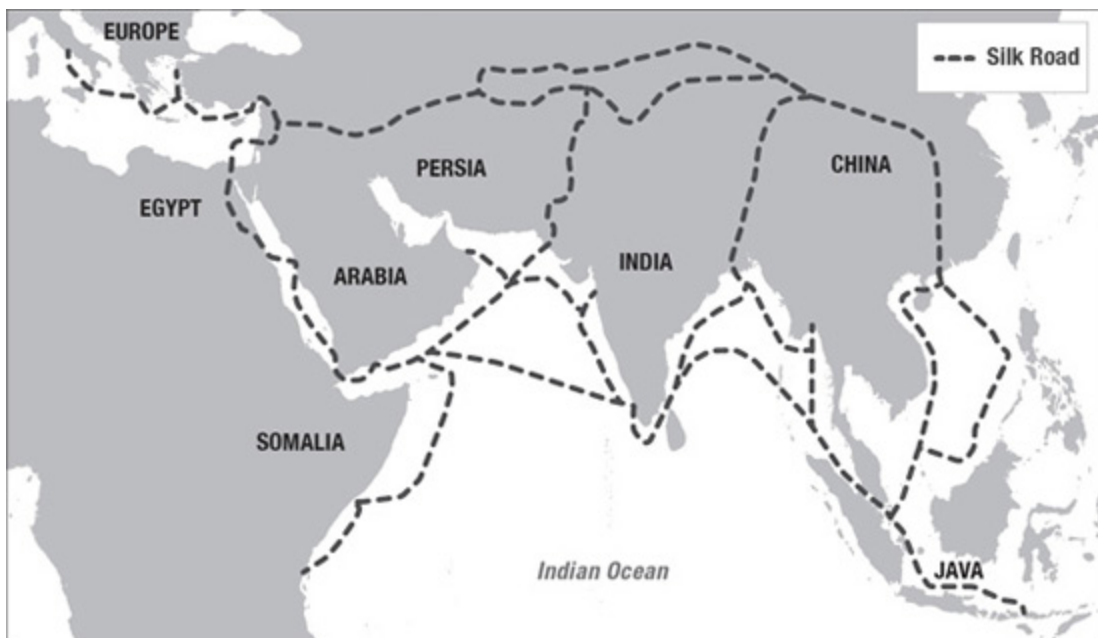 EUROPE
Silk Road
PERSIA
CHINA
EGYPT
ARABIA
INDIA
SOMALIA
Indian Ocean
JAVA